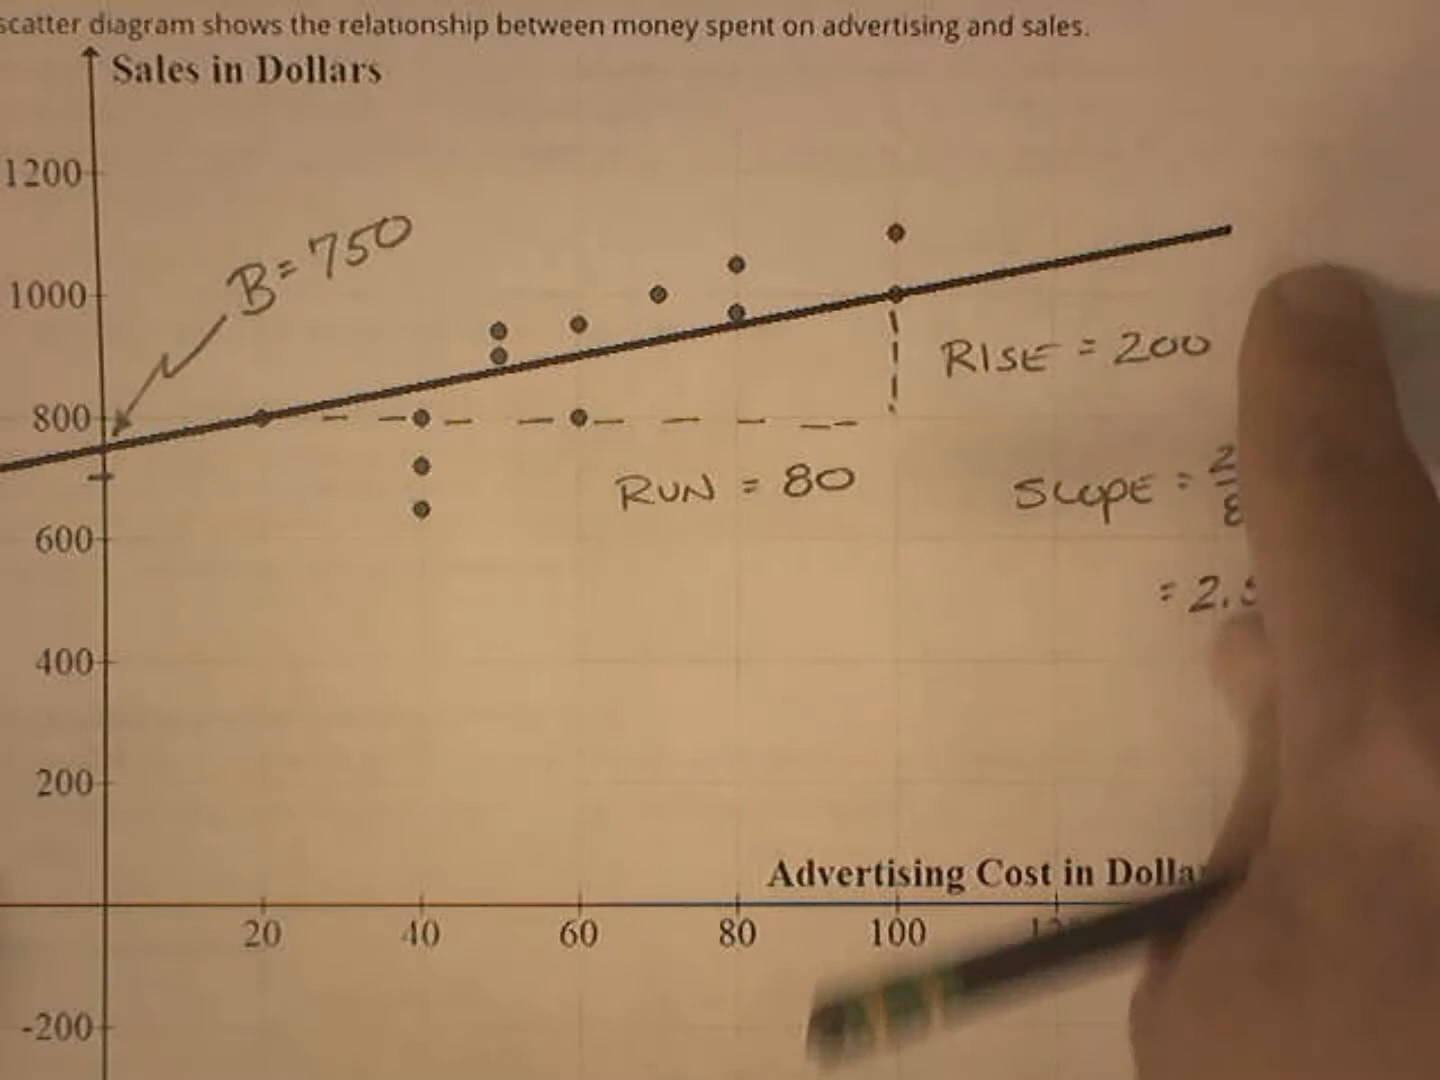 scatter diagram shows the relationship between money spent on advertising and sales.
Sales in Dollars
1200
B = 750
1000
RISE = 200
800
RUN = 80
SLOPE =
600
= 2.
400
200
Advertising Cost in
20 40 60 80 100
-200